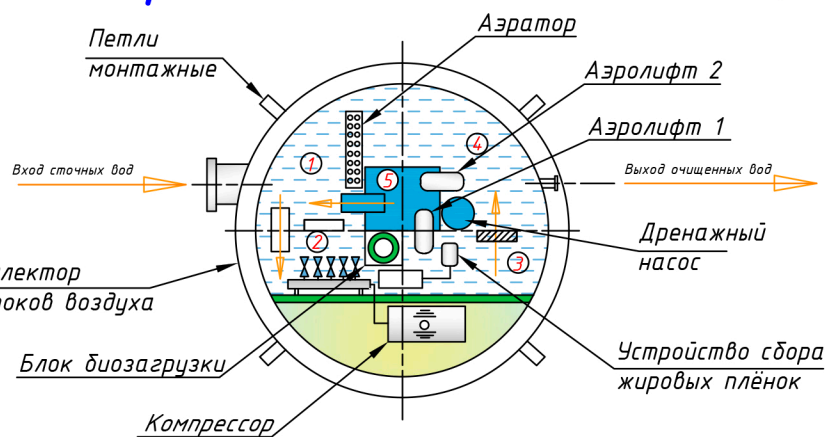 Петли
монтажные
Аэратор
Аэролифт 2
Аэролифт 1
Вход сточных вод
Выход очищенных вод
1
4
5
2
3
Дренажный
насос
лектор
оков воздуха
Блок биозагрузки
Устройство сбора
жировых плёнок
Компрессор